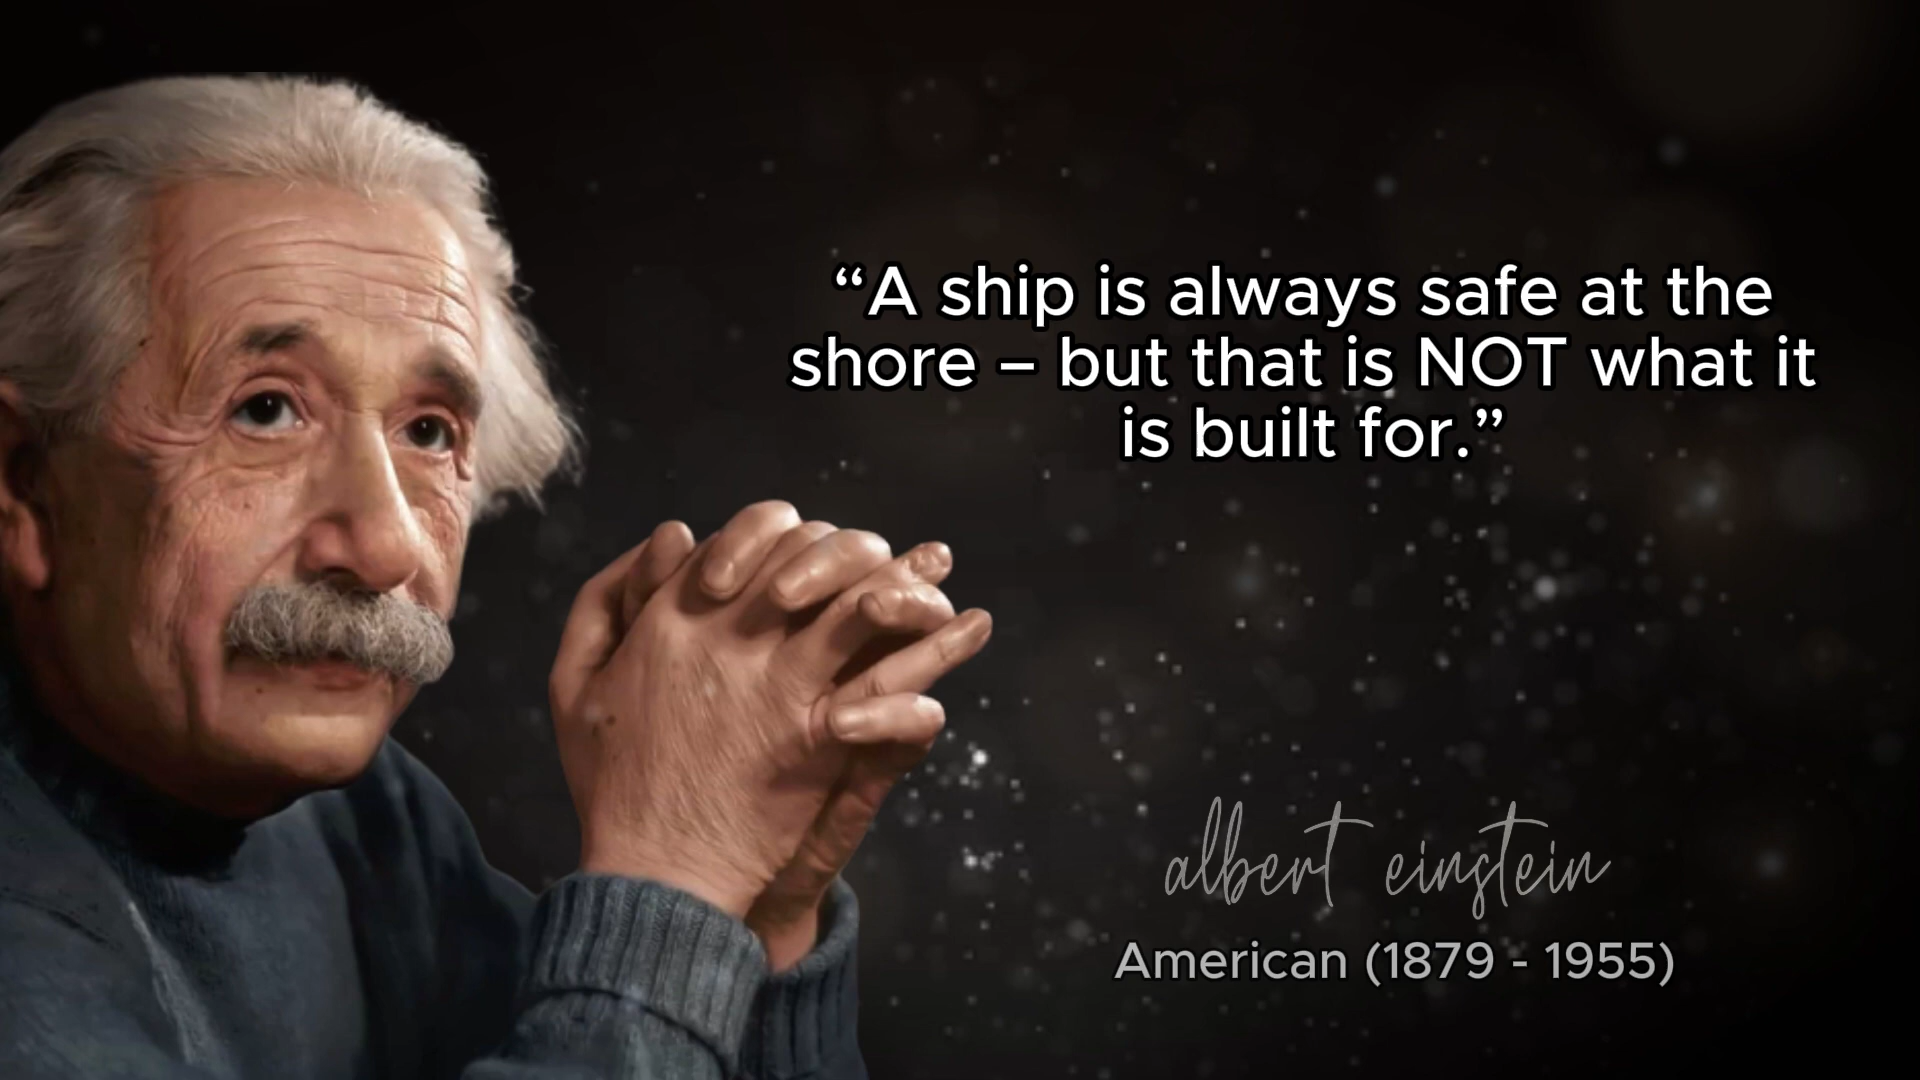 “A ship is always safe at the
shore – but that is NOT what it
is built for.”
albert einstein
American (1879 - 1955)